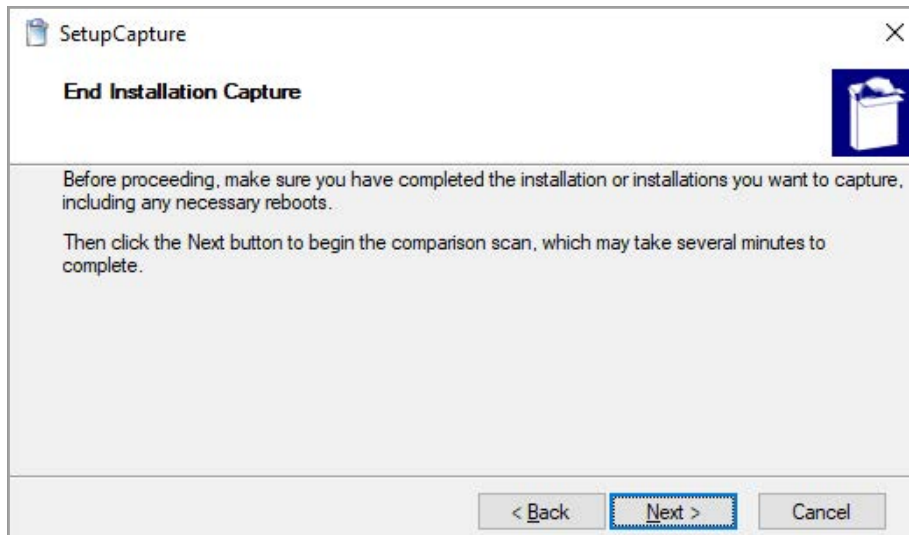 SetupCapture
End Installation Capture
Before proceeding, make sure you have completed the installation or installations you want to capture,
including any necessary reboots.
Then click the Next button to begin the comparison scan, which may take several minutes to
complete.
< Back Next > Cancel